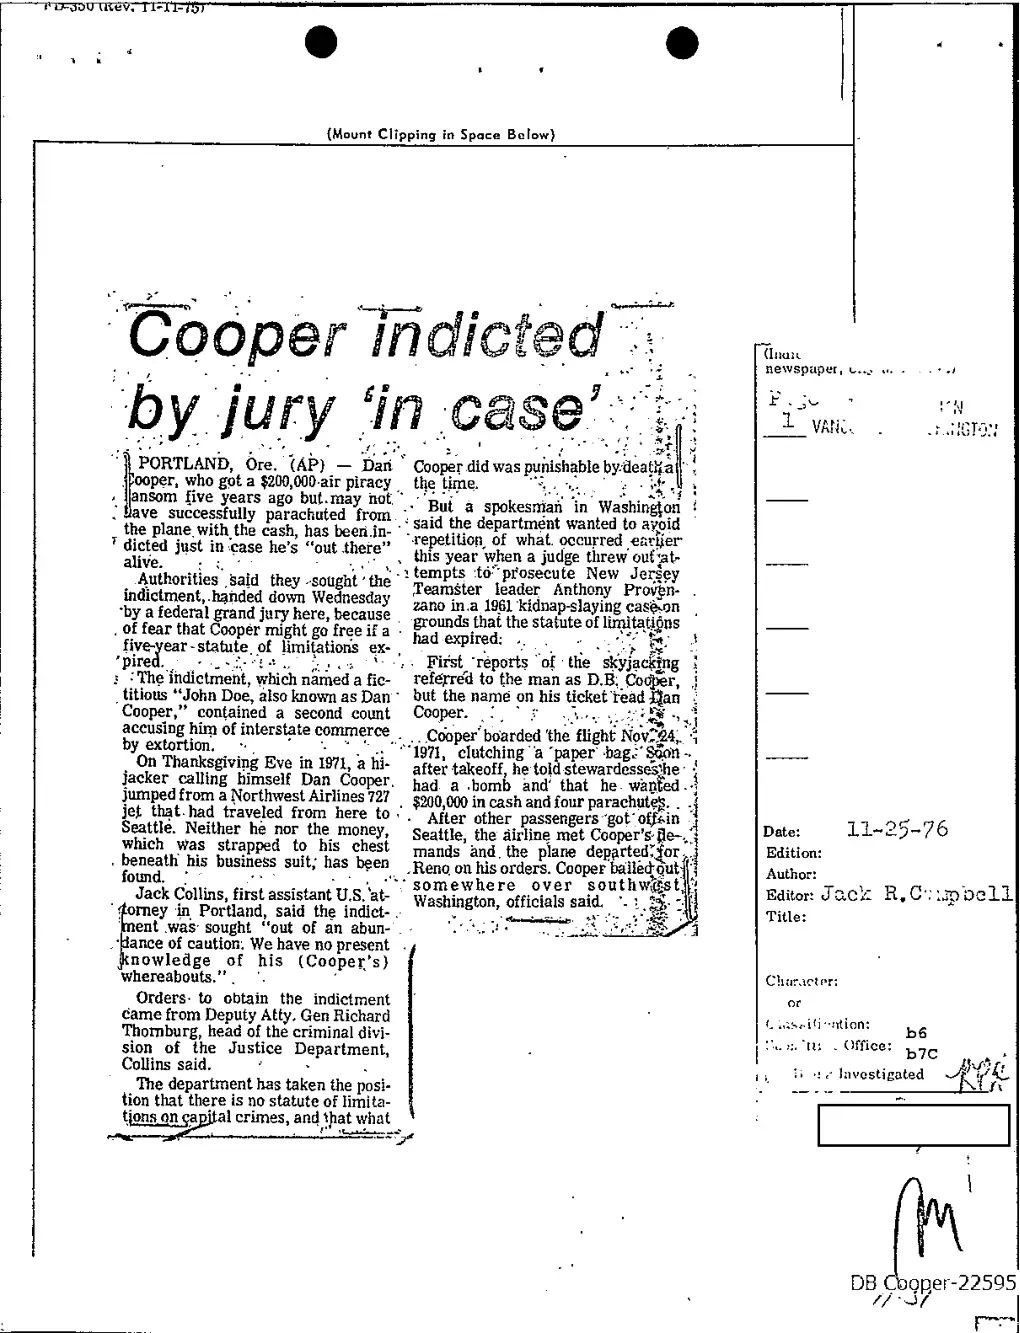 FD-350 (Rev. 11-11-75)
(Mount Clipping in Space Below)
Cooper indicted
by jury ‘in case’
PORTLAND, Ore. (AP) — Dan
Cooper, who got a $200,000 air piracy
ransom five years ago but may not
have successfully parachuted from
the plane with the cash, has been in-
dicted just in case he's "out there"
alive.
Authorities said they sought the
indictment, handed down Wednesday
by a federal grand jury here, because
of fear that Cooper might go free if a
five-year statute of limitations ex-
pired.
The indictment, which named a fic-
titious "John Doe, also known as Dan
Cooper," contained a second count
accusing him of interstate commerce
by extortion.
On Thanksgiving Eve in 1971, a hi-
jacker calling himself Dan Cooper
jumped from a Northwest Airlines 727
jet that had traveled from here to
Seattle. Neither he nor the money,
which was strapped to his chest
beneath his business suit, has been
found.
Jack Collins, first assistant U.S. at-
torney in Portland, said the indict-
ment was sought "out of an abun-
dance of caution. We have no present
knowledge of his (Cooper's)
whereabouts."
Orders to obtain the indictment
came from Deputy Atty. Gen Richard
Thornburg, head of the criminal divi-
sion of the Justice Department,
Collins said.
The department has taken the posi-
tion that there is no statute of limita-
tions on capital crimes, and that what
Cooper did was punishable by death at
the time.
But a spokesman in Washington
said the department wanted to avoid
repetition of what occurred earlier
this year when a judge threw out at-
tempts to prosecute New Jersey
Teamster leader Anthony Proven-
zano in a 1961 kidnap-slaying case on
grounds that the statute of limitations
had expired.
First reports of the skyjacking
referred to the man as D.B. Cooper,
but the name on his ticket read Dan
Cooper.
Cooper boarded the flight Nov. 24,
1971, clutching a paper bag. Soon
after takeoff, he told stewardesses he
had a bomb and that he wanted
$200,000 in cash and four parachutes.
After other passengers got off in
Seattle, the airline met Cooper's de-
mands and the plane departed for
Reno on his orders. Cooper bailed out
somewhere over southwest
Washington, officials said.
newspaper,
1
Date: 11-25-76
Edition:
Author:
Editor: Jack R. Campbell
Title:
Character:
or
Classification:
Office:
b6
b7C
Investigated
DB Cooper-22595